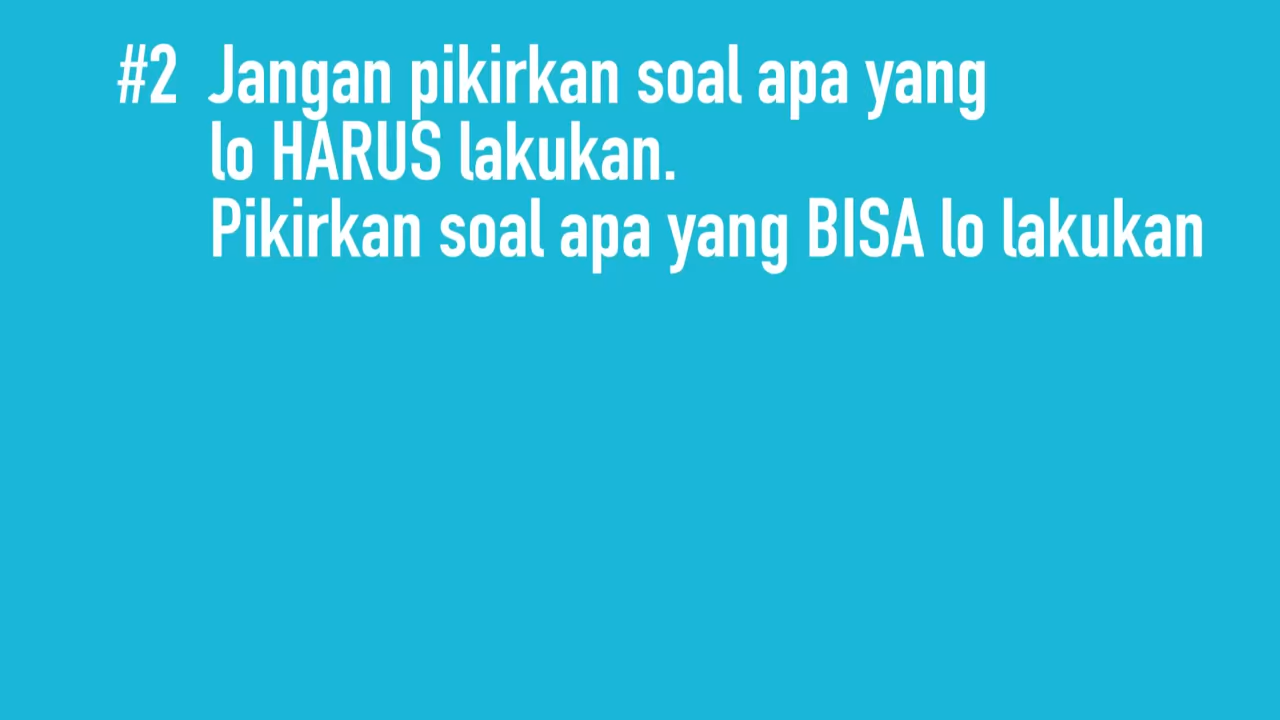 #2 Jangan pikirkan soal apa yang
lo HARUS lakukan.
Pikirkan soal apa yang BISA lo lakukan